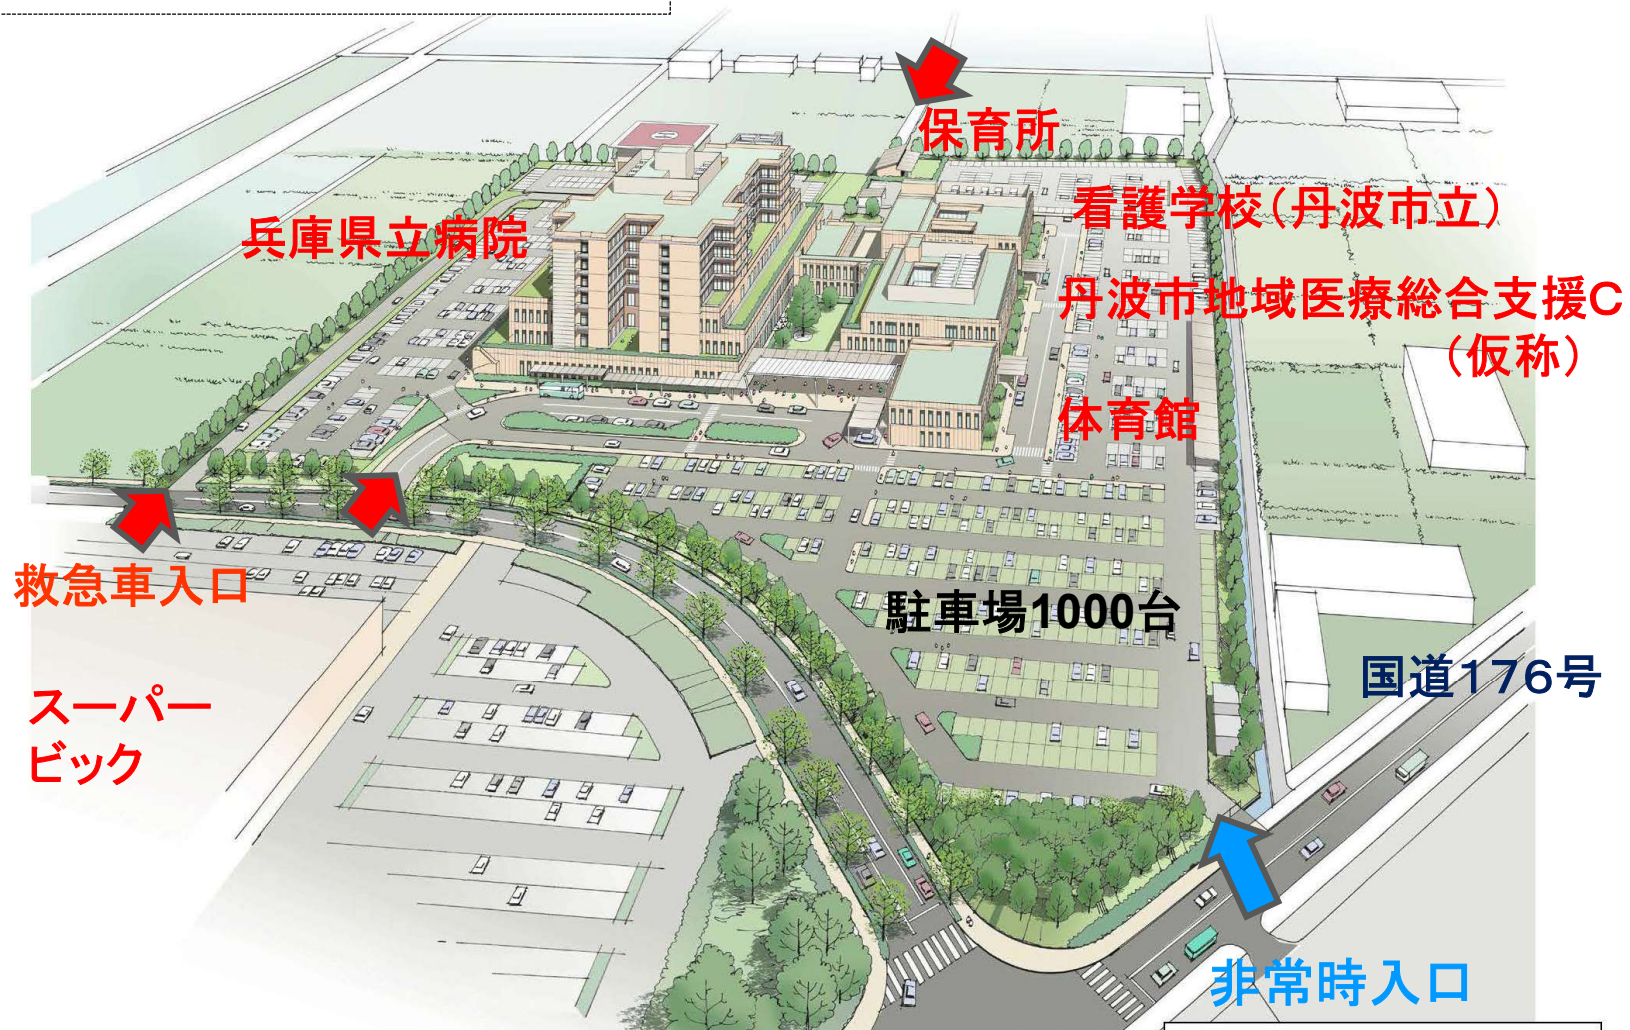 保育所
看護学校(丹波市立)
兵庫県立病院
丹波市地域医療総合支援C
(仮称)
体育館
救急車入口
駐車場1000台
国道176号
スーパー
ビック
非常時入口